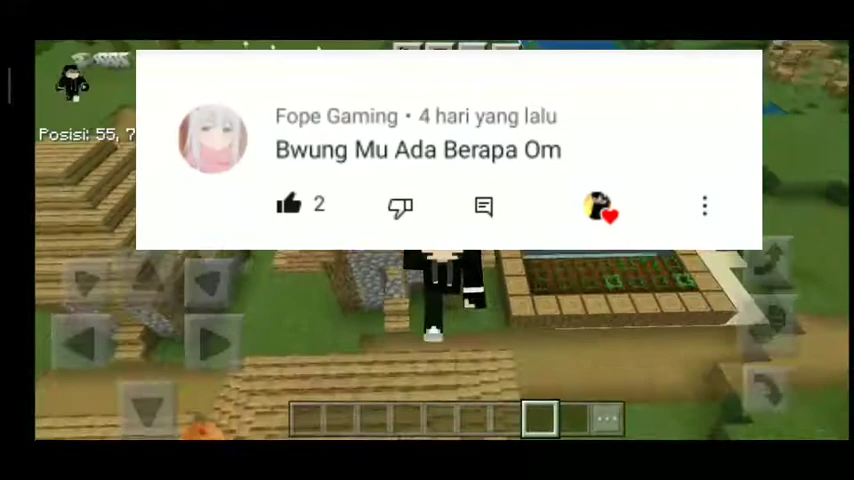 Fope Gaming • 4 hari yang lalu
Bwung Mu Ada Berapa Om
2
Posisi: 55, 7